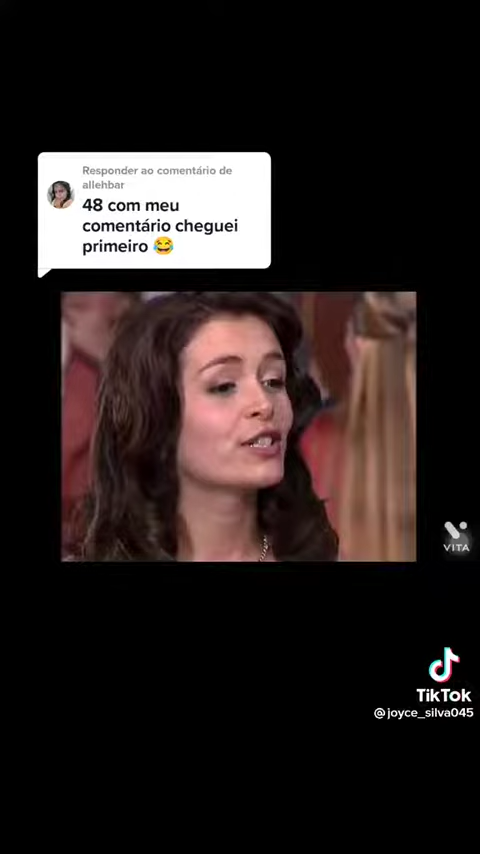 Responder ao comentário de
allehbar
48 com meu
comentário cheguei
primeiro 😂
VITA
TikTok
@joyce_silva045